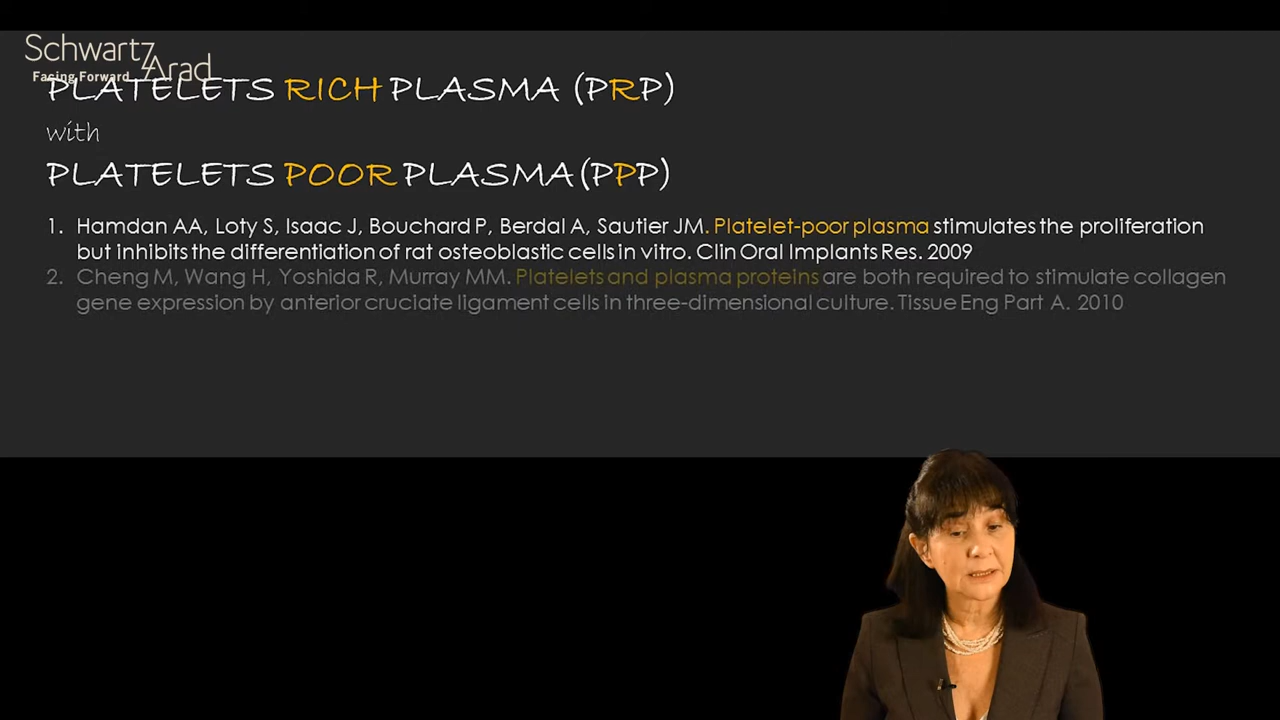 Schwartz
Arad
Facing Forward
PLATELETS RICH PLASMA (PRP)
with
PLATELETS POOR PLASMA (PPP)
1. Hamdan AA, Loty S, Isaac J, Bouchard P, Berdal A, Sautier JM. Platelet-poor plasma stimulates the proliferation
but inhibits the differentiation of rat osteoblastic cells in vitro. Clin Oral Implants Res. 2009
2. Cheng M, Wang H, Yoshida R, Murray MM. Platelets and plasma proteins are both required to stimulate collagen
gene expression by anterior cruciate ligament cells in three-dimensional culture. Tissue Eng Part A. 2010